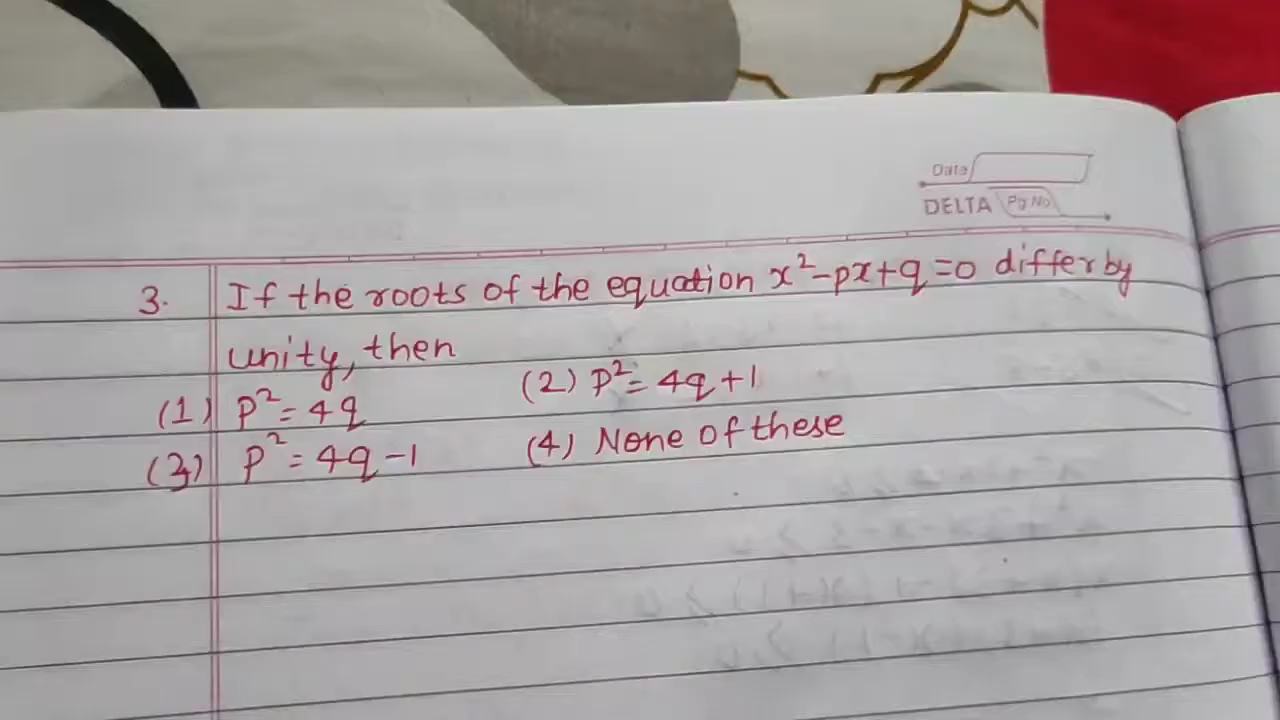 Date
DELTA Pg No
3. If the roots of the equation x²-px+q=0 differ by
unity, then
(1) P²=4q (2) P²=4q+1
(3) P²=4q-1 (4) None of these